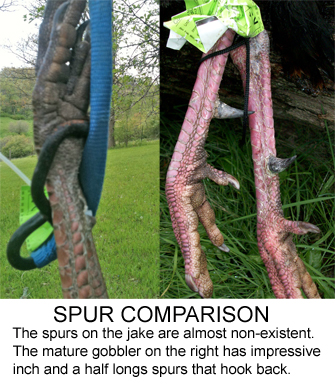 SPUR COMPARISON
The spurs on the jake are almost non-existent.
The mature gobbler on the right has impressive
inch and a half longs spurs that hook back.